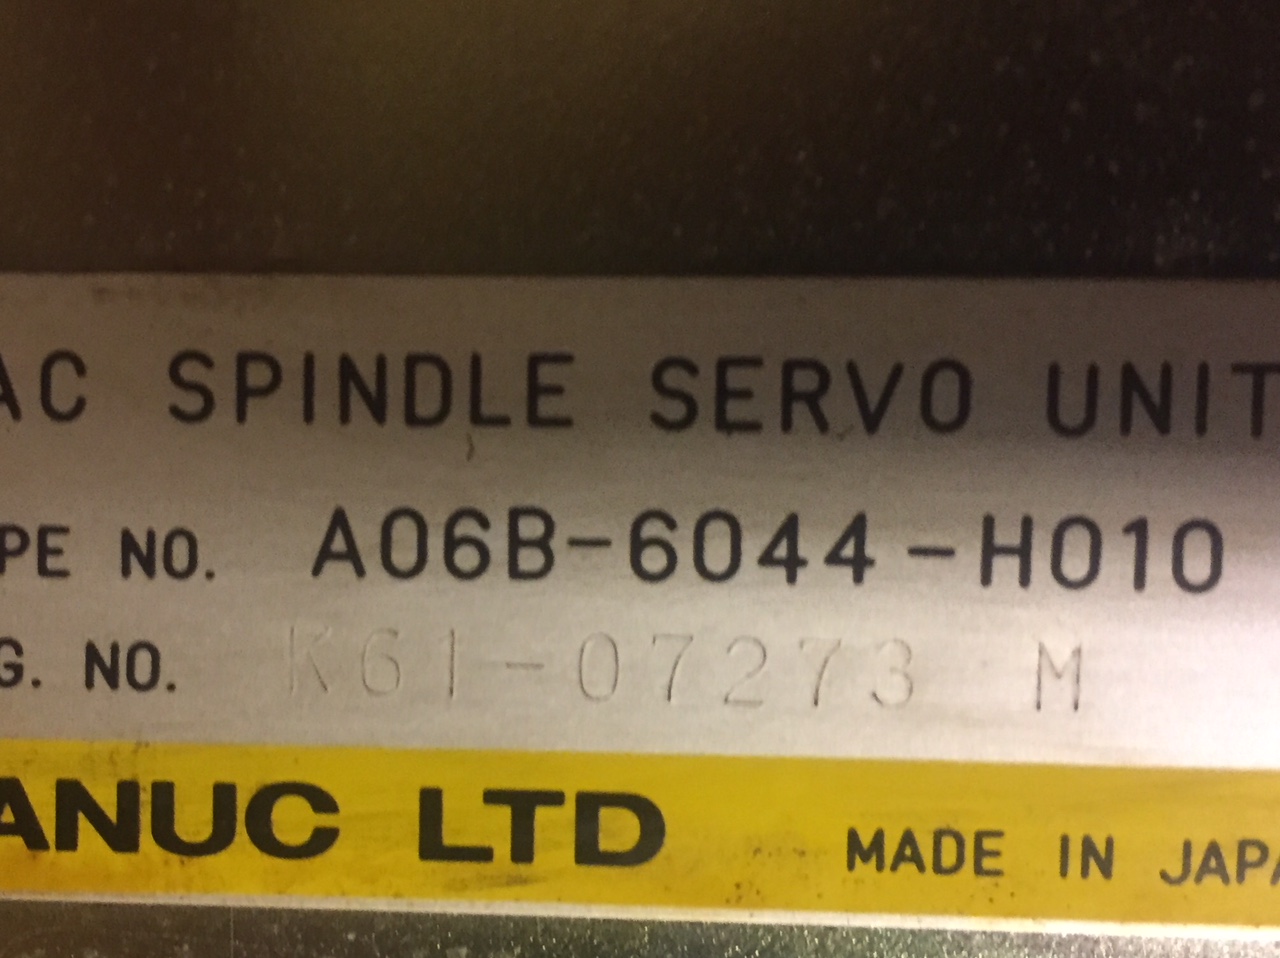 AC SPINDLE SERVO UNIT
PE NO. A06B-6044-H010
G. NO. K61-07273 M
ANUC LTD MADE IN JAPA